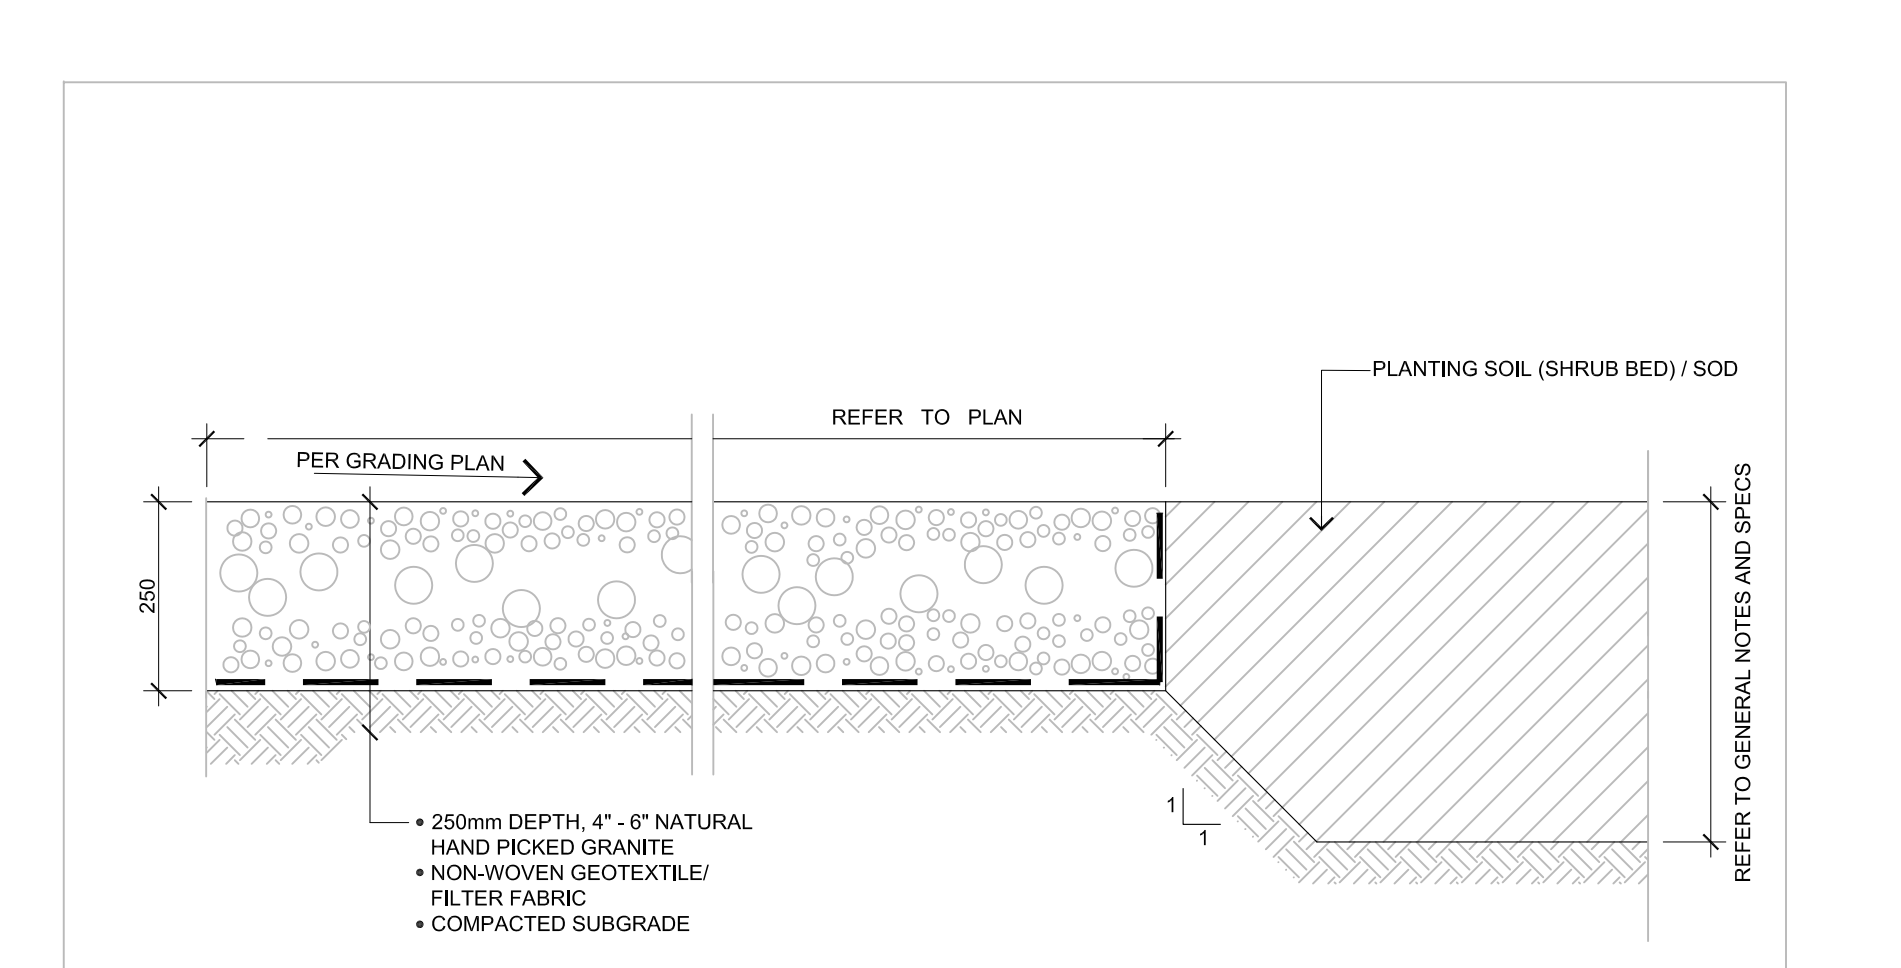 PLANTING SOIL (SHRUB BED) / SOD
REFER TO PLAN
PER GRADING PLAN
250
REFER TO GENERAL NOTES AND SPECS
1
1
• 250mm DEPTH, 4" - 6" NATURAL
HAND PICKED GRANITE
• NON-WOVEN GEOTEXTILE/
FILTER FABRIC
• COMPACTED SUBGRADE